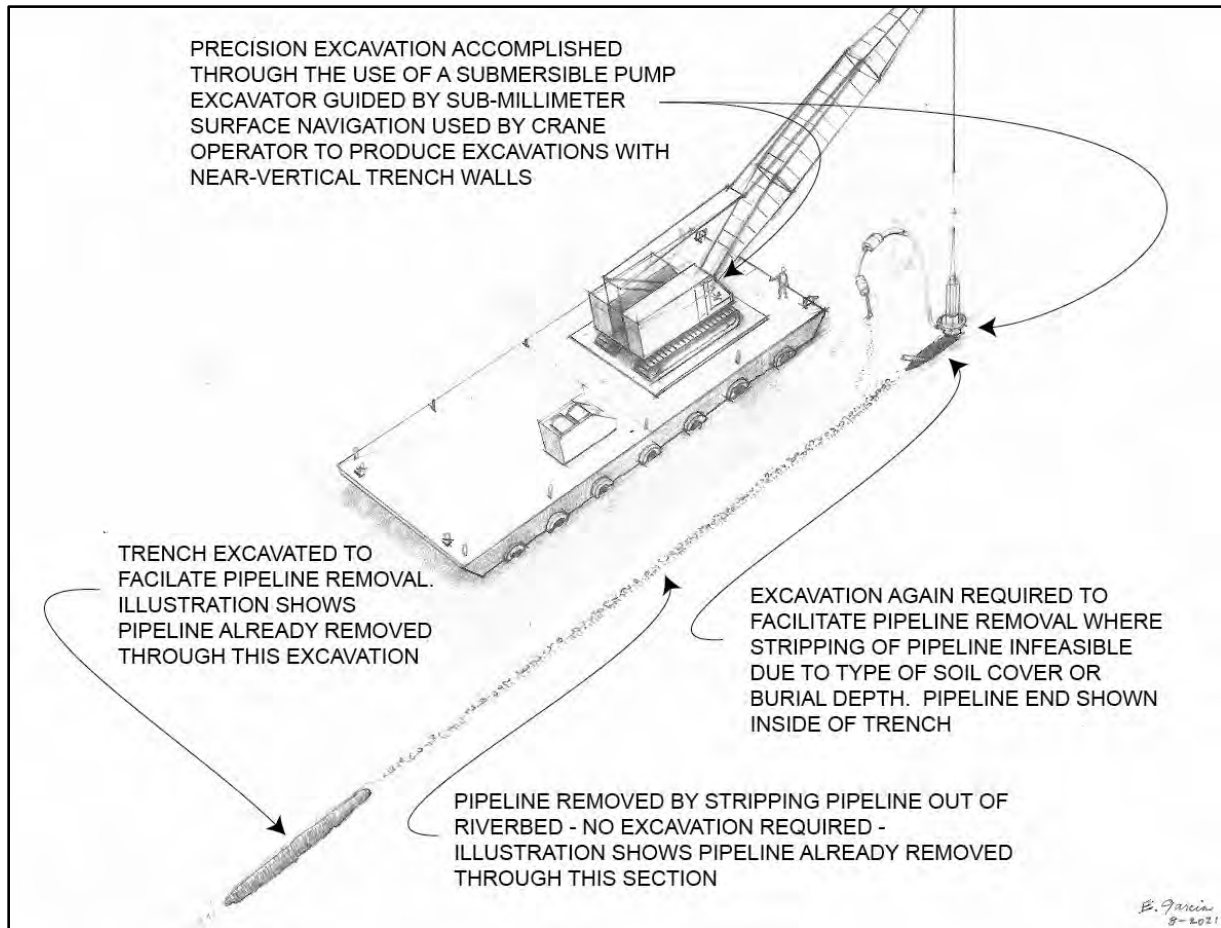 PRECISION EXCAVATION ACCOMPLISHED
THROUGH THE USE OF A SUBMERSIBLE PUMP
EXCAVATOR GUIDED BY SUB-MILLIMETER
SURFACE NAVIGATION USED BY CRANE
OPERATOR TO PRODUCE EXCAVATIONS WITH
NEAR-VERTICAL TRENCH WALLS
TRENCH EXCAVATED TO
FACILATE PIPELINE REMOVAL.
ILLUSTRATION SHOWS
PIPELINE ALREADY REMOVED
THROUGH THIS EXCAVATION
EXCAVATION AGAIN REQUIRED TO
FACILITATE PIPELINE REMOVAL WHERE
STRIPPING OF PIPELINE INFEASIBLE
DUE TO TYPE OF SOIL COVER OR
BURIAL DEPTH. PIPELINE END SHOWN
INSIDE OF TRENCH
PIPELINE REMOVED BY STRIPPING PIPELINE OUT OF
RIVERBED - NO EXCAVATION REQUIRED -
ILLUSTRATION SHOWS PIPELINE ALREADY REMOVED
THROUGH THIS SECTION
E. Garcia
8-2021